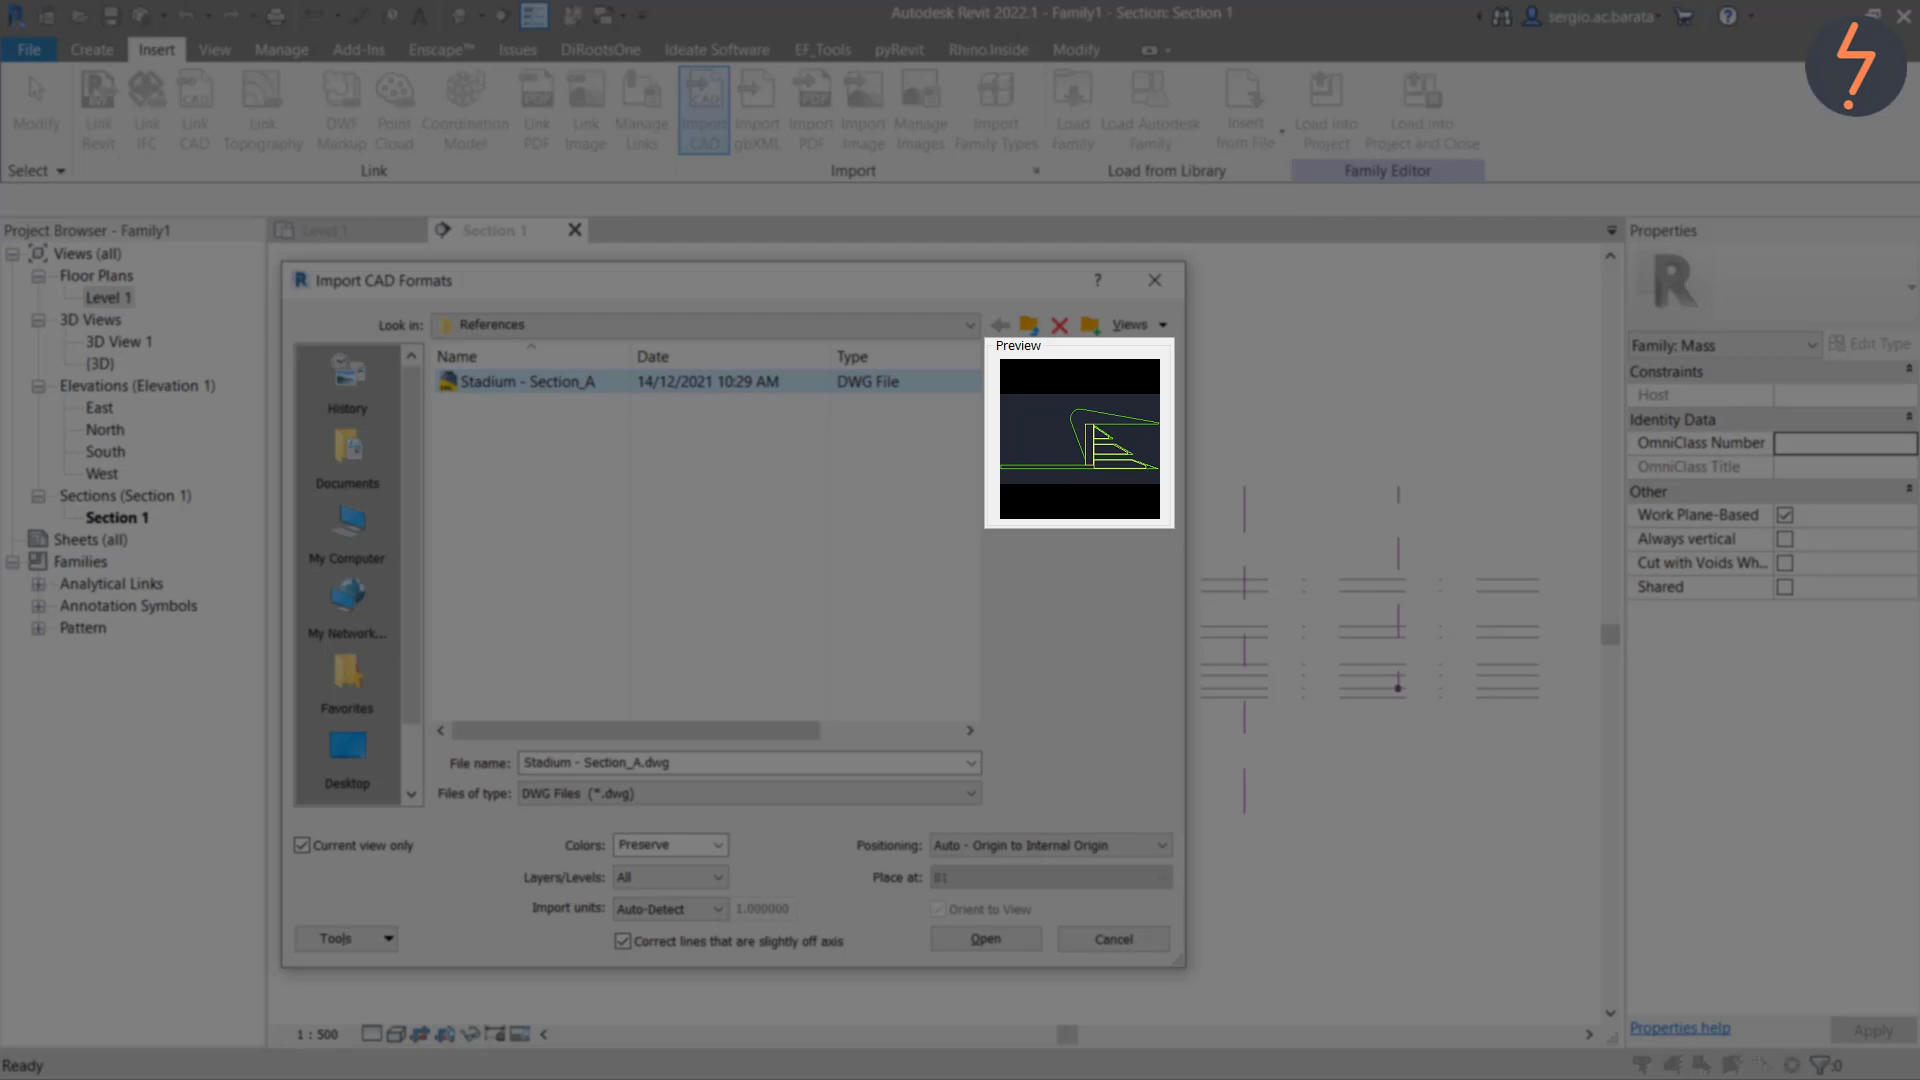 Autodesk Revit 2022.1 - Family1 - Section: Section 1
sergio.ac.barata
File Create Insert View Manage Add-Ins Enscape™ Issues DiRootsOne Ideate Software EF_Tools pyRevit Rhino.Inside Modify
Modify
Link Revit
Link IFC
Link CAD
Link Topography
DWF Markup
Point Cloud
Coordination Model
Link PDF
Link Image
Manage Links
Import CAD
Import gbXML
Import PDF
Import Image
Manage Images
Import Family Types
Load Family
Load Autodesk Family
Insert from File
Load into Project
Load into Project and Close
Select
Link
Import
Load from Library
Family Editor
Project Browser - Family1
Views (all)
Floor Plans
Level 1
3D Views
3D View 1
{3D}
Elevations (Elevation 1)
East
North
South
West
Sections (Section 1)
Section 1
Sheets (all)
Families
Analytical Links
Annotation Symbols
Pattern
Level 1
Section 1
Import CAD Formats
?
Look in: References
Views
Name Date Type
Stadium - Section_A 14/12/2021 10:29 AM DWG File
Preview
History
Documents
My Computer
My Network...
Favorites
Desktop
File name: Stadium - Section_A.dwg
Files of type: DWG Files (*.dwg)
Current view only
Colors: Preserve
Positioning: Auto - Origin to Internal Origin
Layers/Levels: All
Place at:
Import units: Auto-Detect 1.000000
Orient to View
Correct lines that are slightly off axis
Tools
Open
Cancel
Properties
R
Family: Mass
Edit Type
Constraints
Host
Identity Data
OmniClass Number
OmniClass Title
Other
Work Plane-Based
Always vertical
Cut with Voids Wh...
Shared
Properties help
Apply
1 : 500
Ready
:0